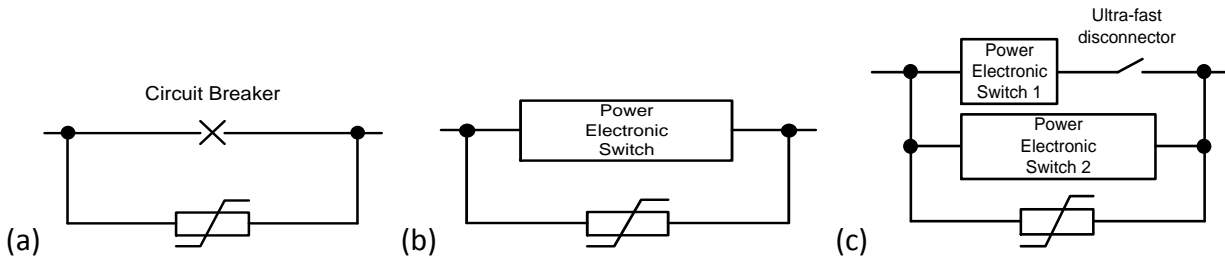 Circuit Breaker
(a)
Power
Electronic
Switch
(b)
Ultra-fast
disconnector
Power
Electronic
Switch 1
Power
Electronic
Switch 2
(c)